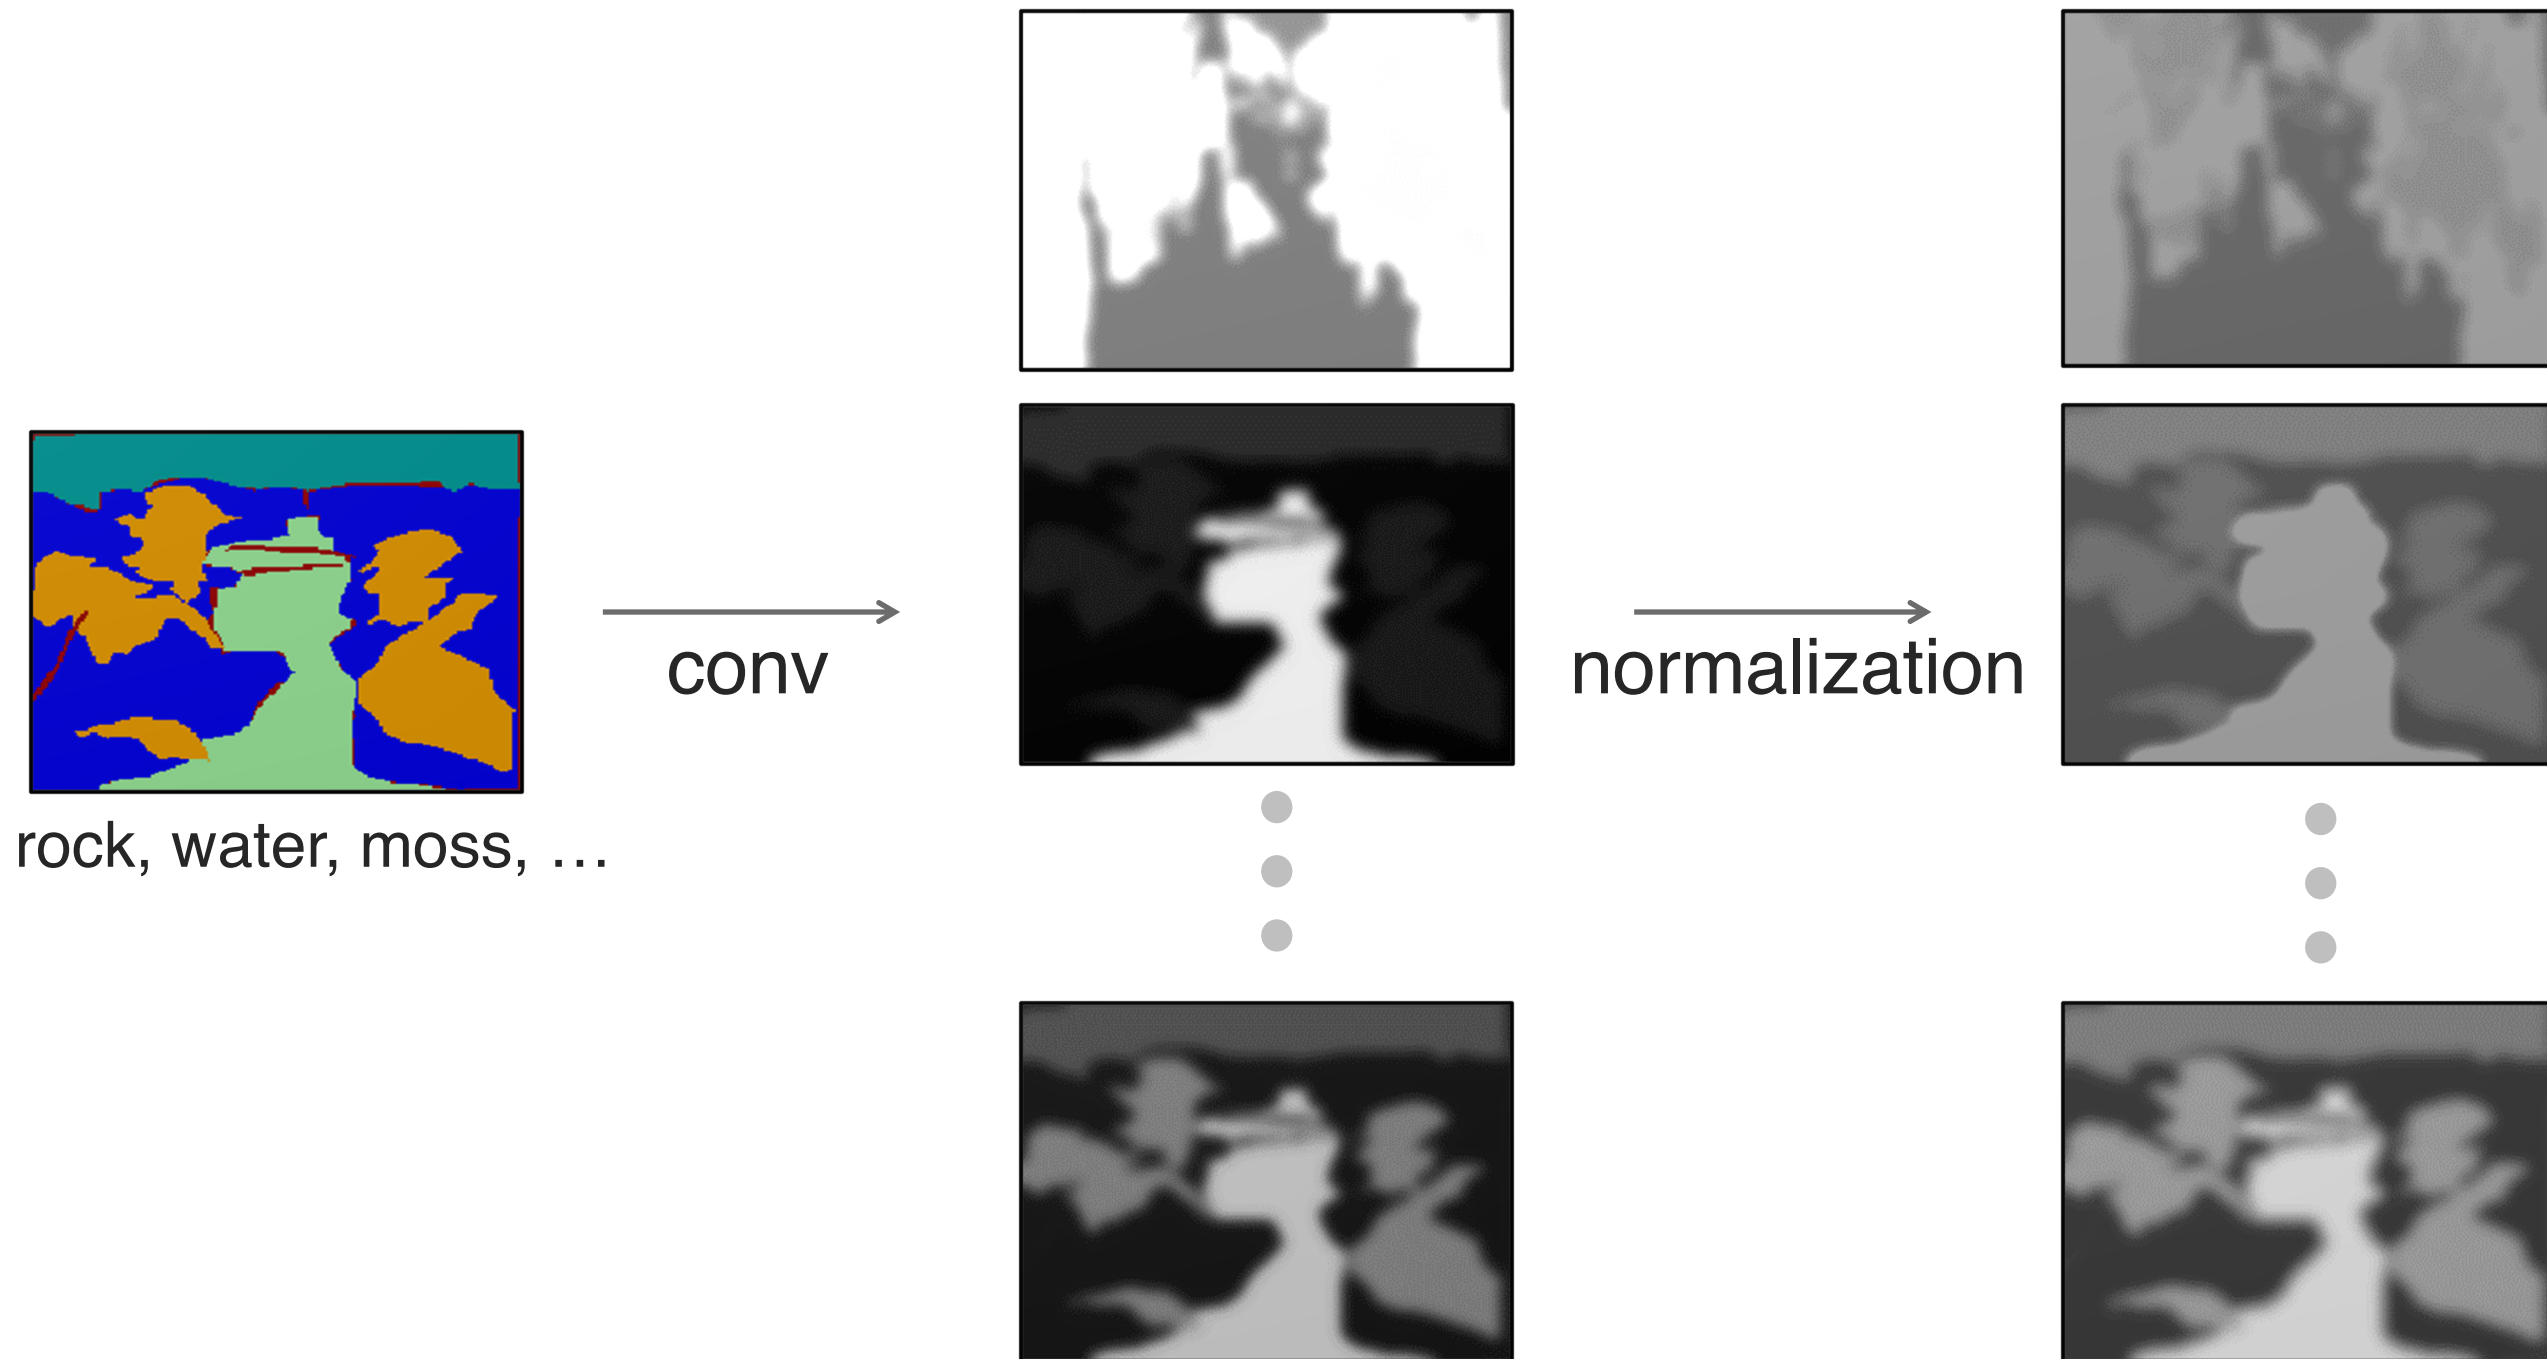 conv
normalization
rock, water, moss, …